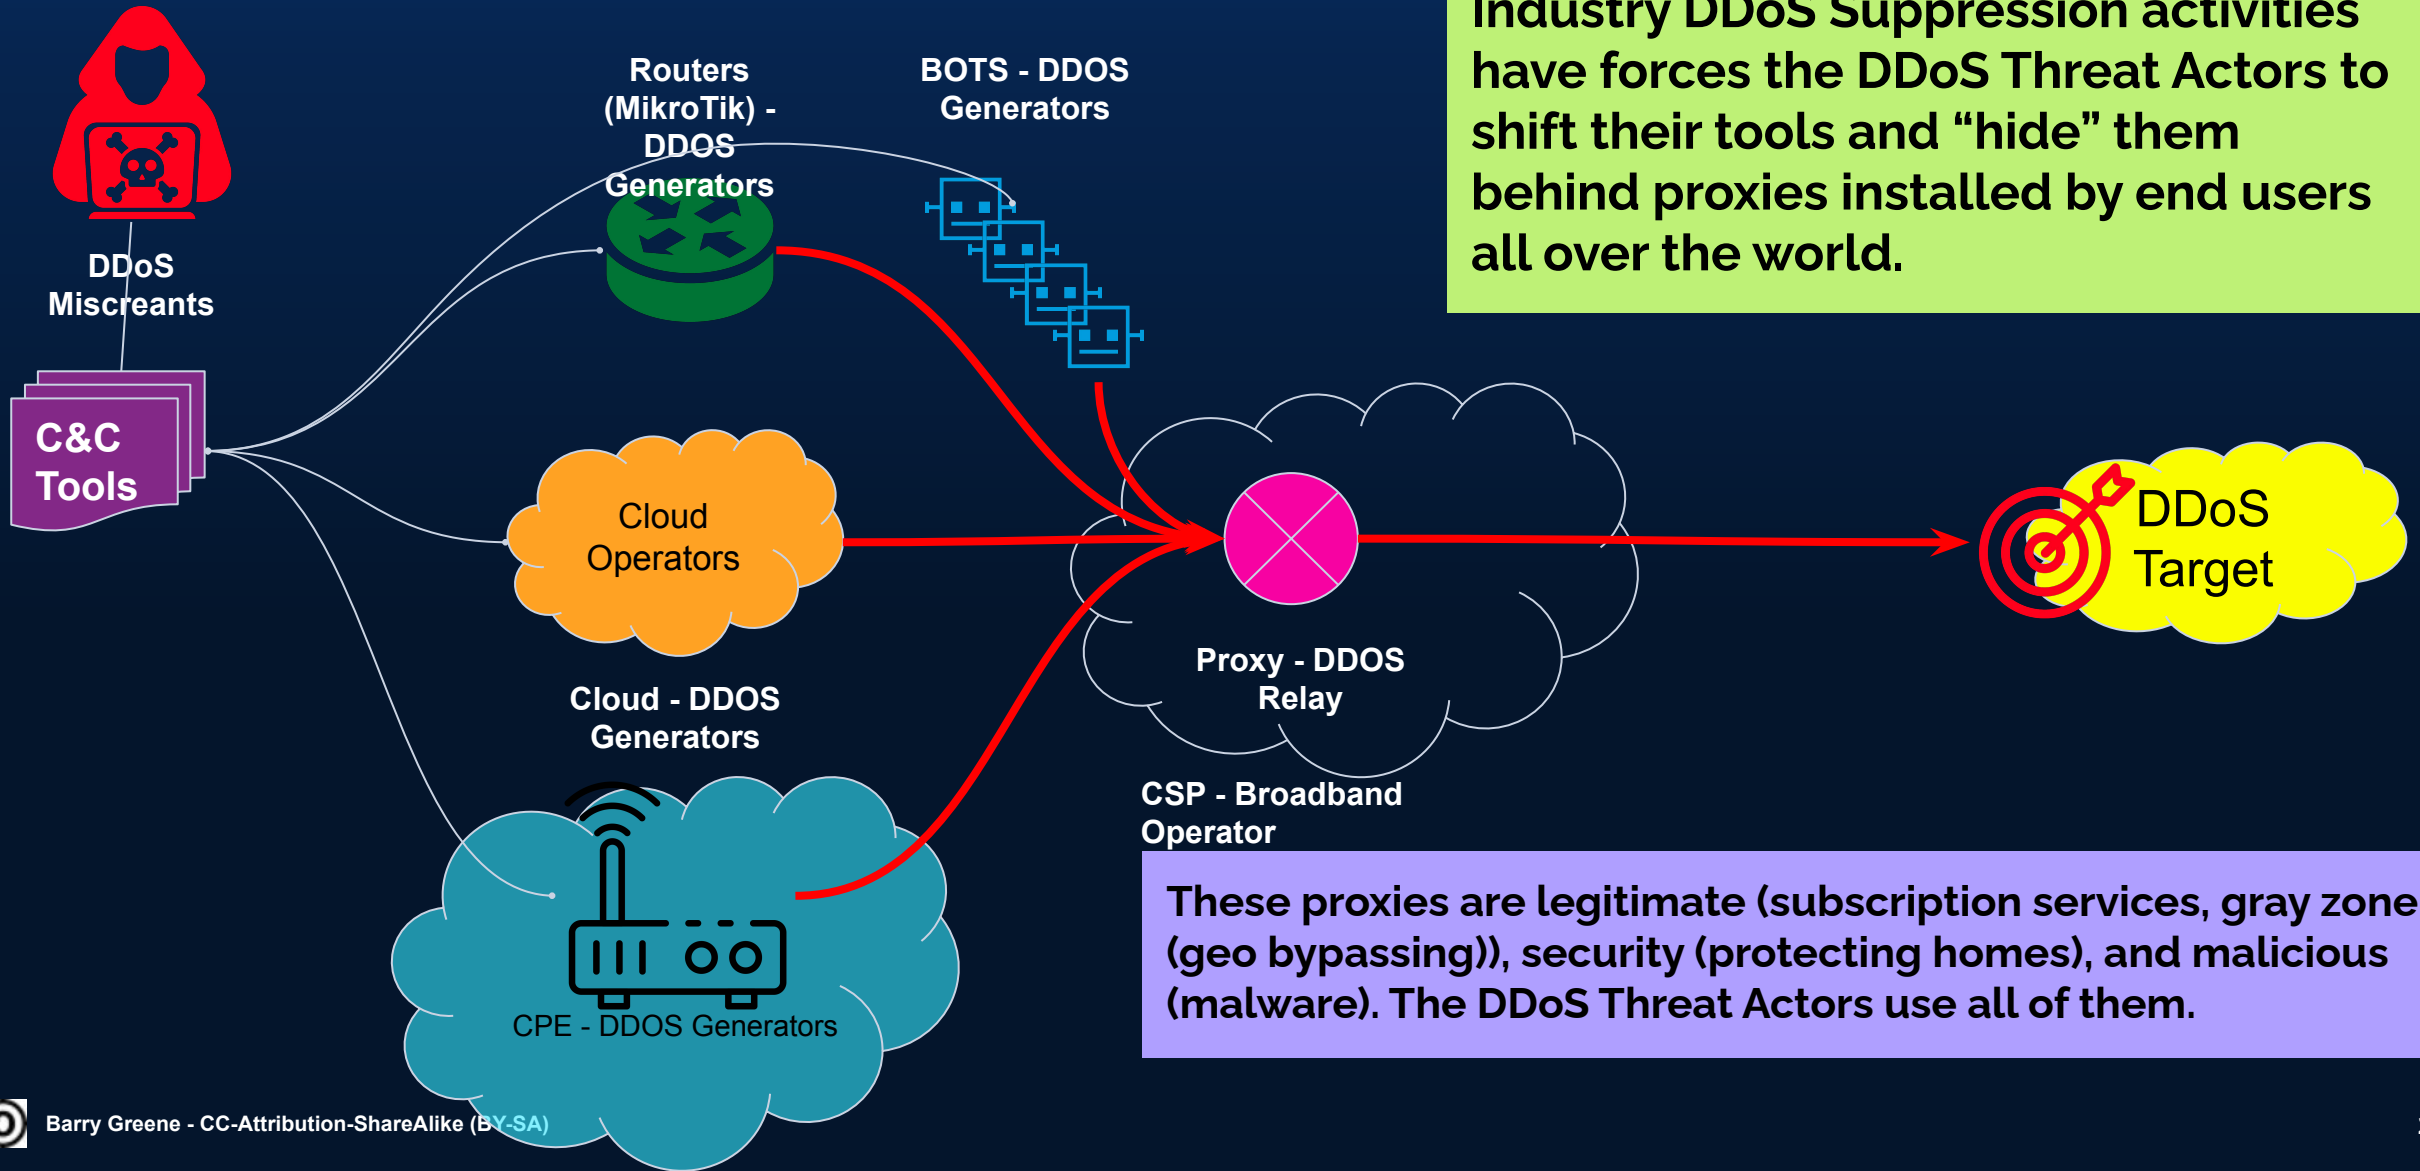 Industry DDoS Suppression activities
have forces the DDoS Threat Actors to
shift their tools and “hide” them
behind proxies installed by end users
all over the world.
Routers
(MikroTik) -
DDOS
Generators
BOTS - DDOS
Generators
DDoS
Miscreants
C&C
Tools
Cloud
Operators
Cloud - DDOS
Generators
Proxy - DDOS
Relay
DDoS
Target
CSP - Broadband
Operator
These proxies are legitimate (subscription services, gray zone
(geo bypassing)), security (protecting homes), and malicious
(malware). The DDoS Threat Actors use all of them.
CPE - DDOS Generators
Barry Greene - CC-Attribution-ShareAlike (BY-SA)